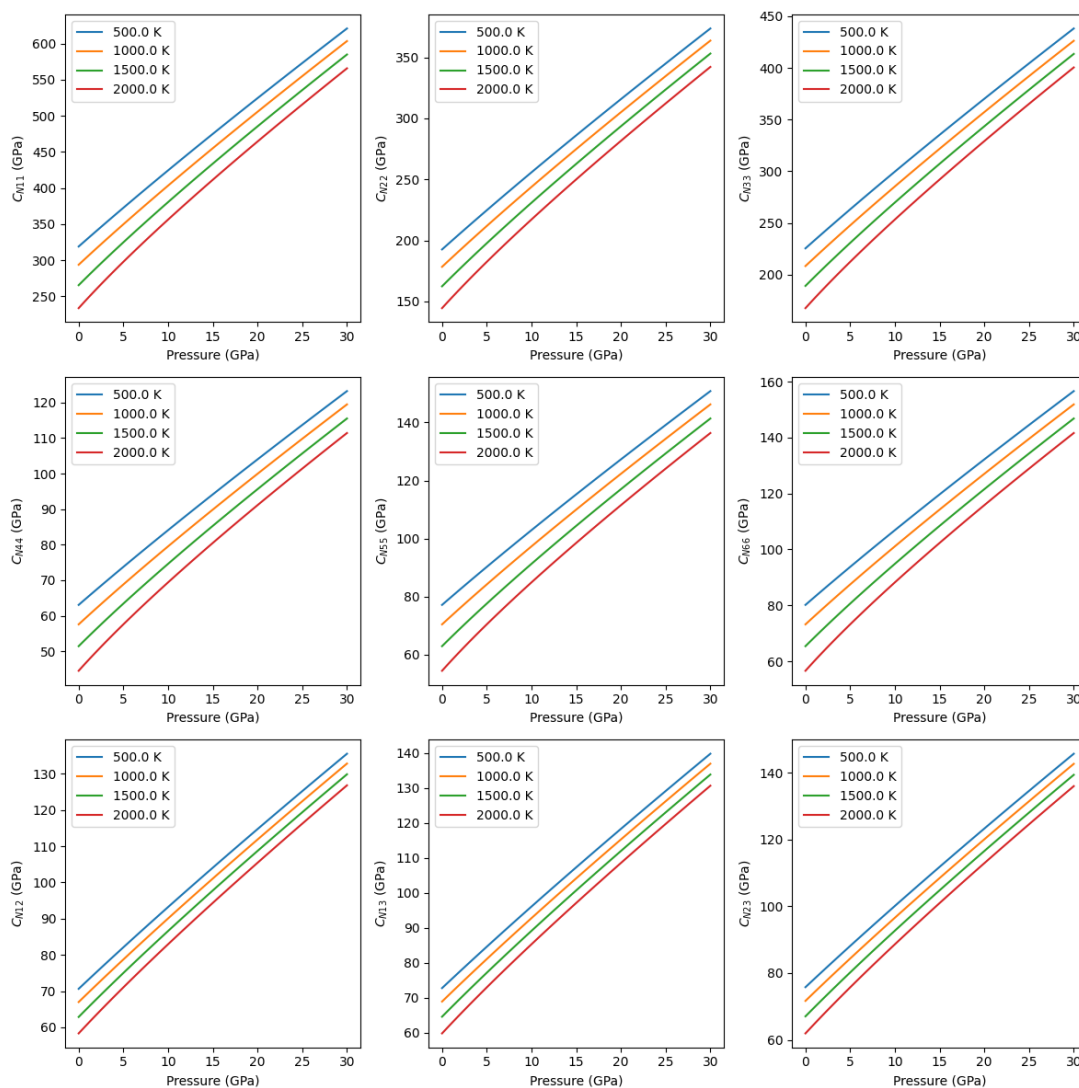 600
550
500
450
400
350
300
250
C_N11 (GPa)
500.0 K
1000.0 K
1500.0 K
2000.0 K
0 5 10 15 20 25 30
Pressure (GPa)
350
300
250
200
150
C_N22 (GPa)
500.0 K
1000.0 K
1500.0 K
2000.0 K
0 5 10 15 20 25 30
Pressure (GPa)
450
400
350
300
250
200
C_N33 (GPa)
500.0 K
1000.0 K
1500.0 K
2000.0 K
0 5 10 15 20 25 30
Pressure (GPa)
120
110
100
90
80
70
60
50
C_N44 (GPa)
500.0 K
1000.0 K
1500.0 K
2000.0 K
0 5 10 15 20 25 30
Pressure (GPa)
140
120
100
80
60
C_N55 (GPa)
500.0 K
1000.0 K
1500.0 K
2000.0 K
0 5 10 15 20 25 30
Pressure (GPa)
160
140
120
100
80
60
C_N66 (GPa)
500.0 K
1000.0 K
1500.0 K
2000.0 K
0 5 10 15 20 25 30
Pressure (GPa)
130
120
110
100
90
80
70
60
C_N12 (GPa)
500.0 K
1000.0 K
1500.0 K
2000.0 K
0 5 10 15 20 25 30
Pressure (GPa)
140
130
120
110
100
90
80
70
60
C_N13 (GPa)
500.0 K
1000.0 K
1500.0 K
2000.0 K
0 5 10 15 20 25 30
Pressure (GPa)
140
120
100
80
60
C_N23 (GPa)
500.0 K
1000.0 K
1500.0 K
2000.0 K
0 5 10 15 20 25 30
Pressure (GPa)